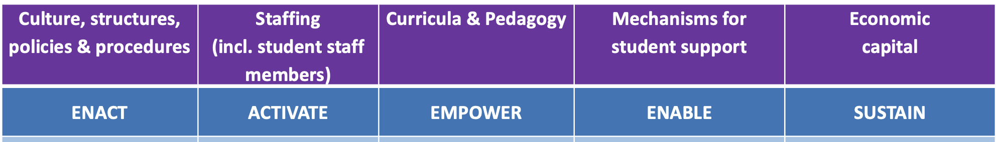 Culture, structures,
policies & procedures
Staffing
(incl. student staff
members)
Curricula & Pedagogy
Mechanisms for
student support
Economic
capital
ENACT
ACTIVATE
EMPOWER
ENABLE
SUSTAIN